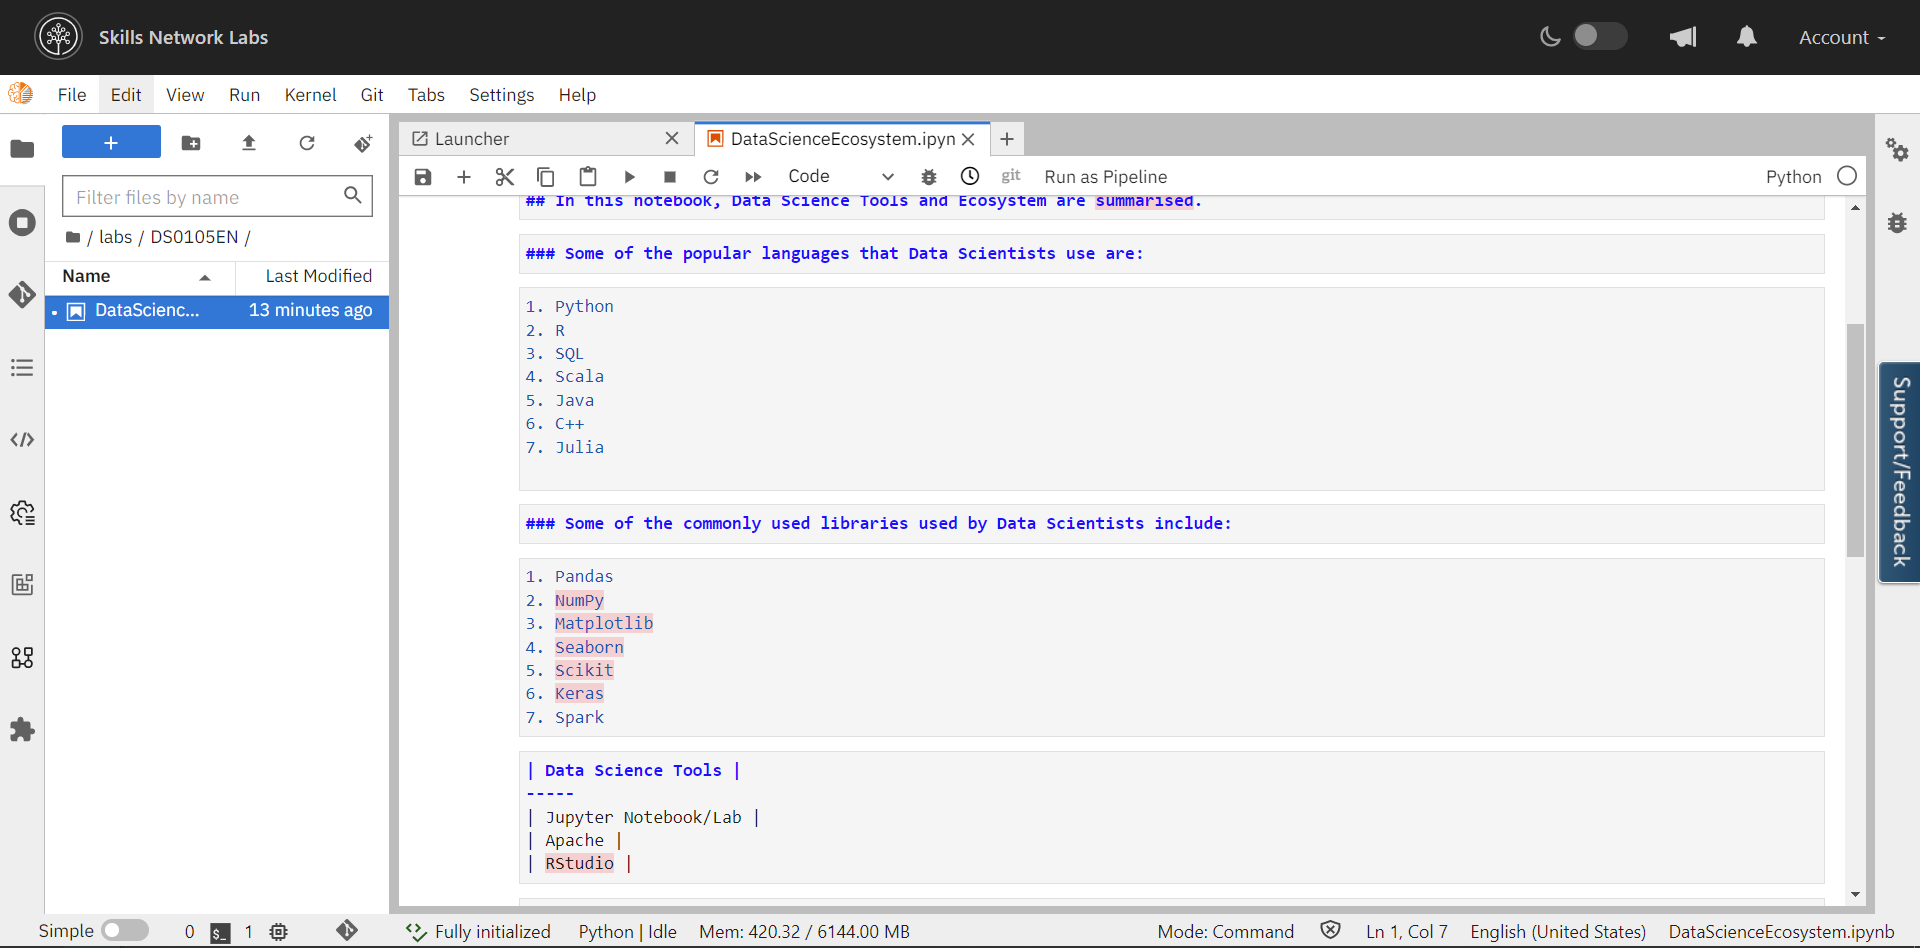 Skills Network Labs
Account
File Edit View Run Kernel Git Tabs Settings Help
Launcher
DataScienceEcosystem.ipyn
Filter files by name
/ labs / DS0105EN /
Name Last Modified
DataScienc... 13 minutes ago
Code
git
Run as Pipeline
Python
## In this notebook, Data Science Tools and Ecosystem are summarised.
### Some of the popular languages that Data Scientists use are:
1. Python
2. R
3. SQL
4. Scala
5. Java
6. C++
7. Julia
### Some of the commonly used libraries used by Data Scientists include:
1. Pandas
2. NumPy
3. Matplotlib
4. Seaborn
5. Scikit
6. Keras
7. Spark
| Data Science Tools |
-----
| Jupyter Notebook/Lab |
| Apache |
| RStudio |
Support/Feedback
Simple 0 $_ 1 Fully initialized Python | Idle Mem: 420.32 / 6144.00 MB Mode: Command Ln 1, Col 7 English (United States) DataScienceEcosystem.ipynb